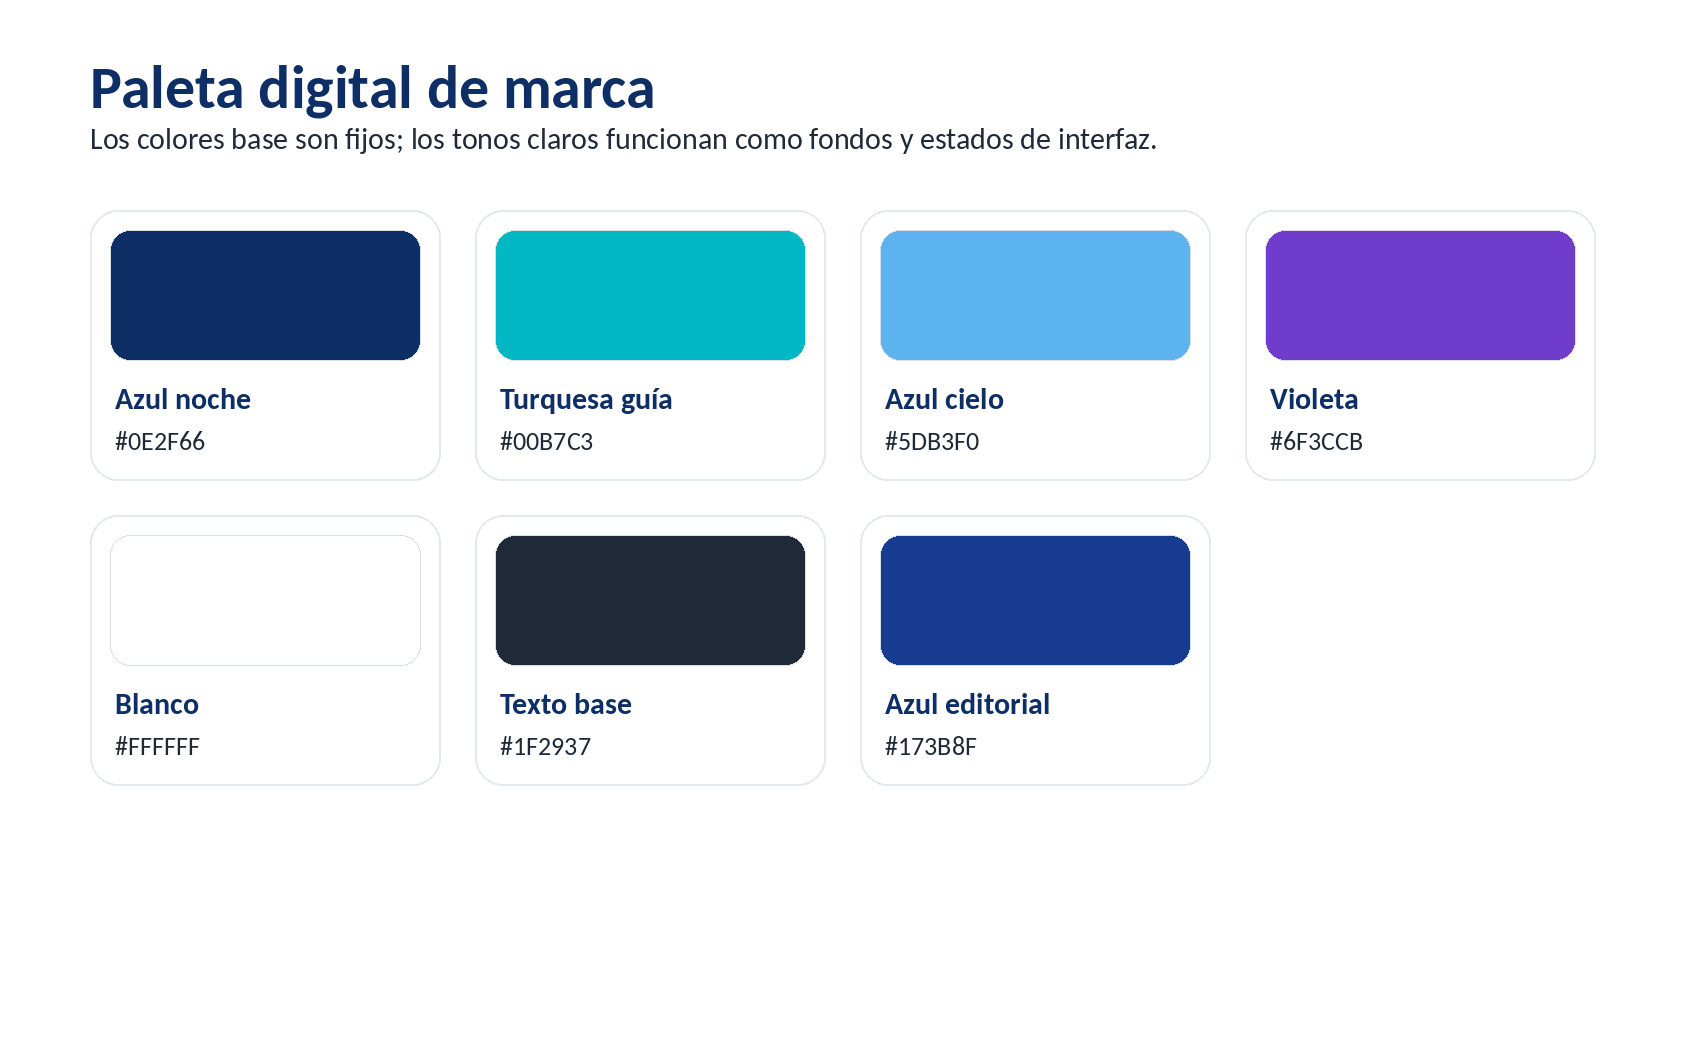 Paleta digital de marca
Los colores base son fijos; los tonos claros funcionan como fondos y estados de interfaz.
Azul noche
#0E2F66
Turquesa guía
#00B7C3
Azul cielo
#5DB3F0
Violeta
#6F3CCB
Blanco
#FFFFFF
Texto base
#1F2937
Azul editorial
#173B8F